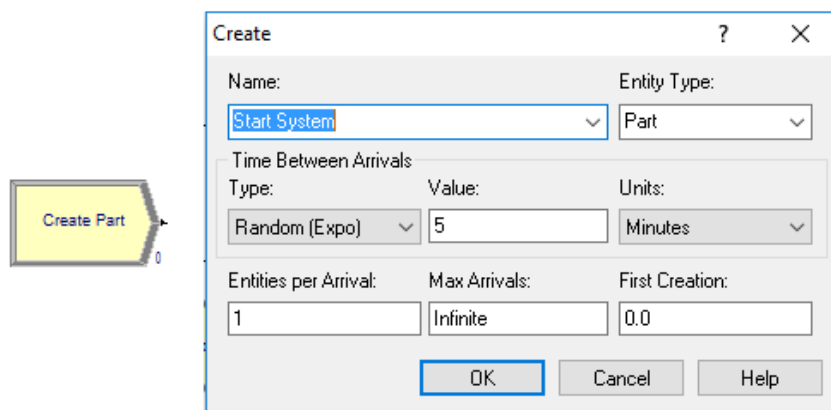 Create ?
Name: Entity Type:
Start System Part
Time Between Arrivals
Type: Value: Units:
Random (Expo) 5 Minutes
Create Part
0
Entities per Arrival: Max Arrivals: First Creation:
1 Infinite 0.0
OK Cancel Help